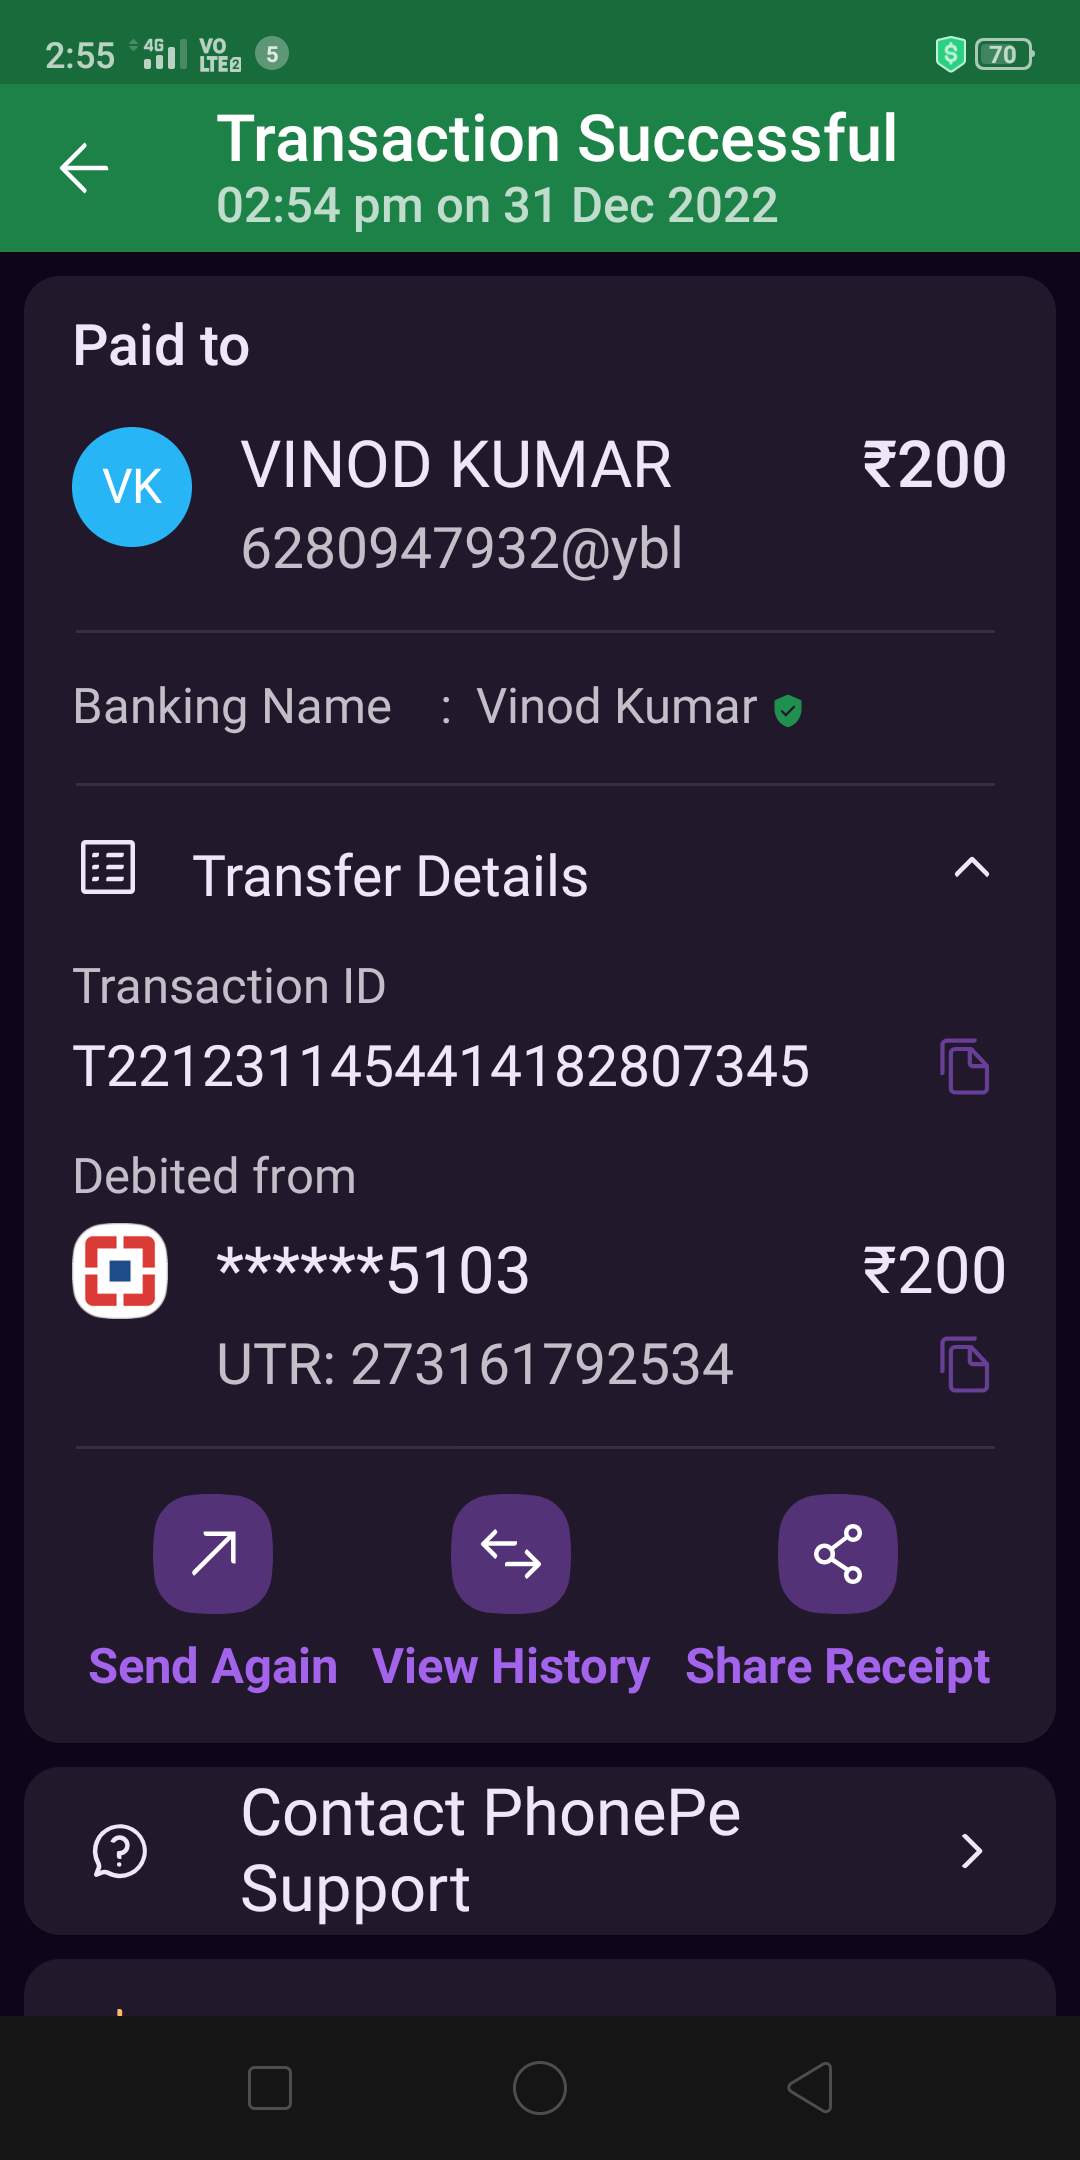 2:55 4G VO LTE2 5 $ 70
Transaction Successful
02:54 pm on 31 Dec 2022
Paid to
VK VINOD KUMAR ₹200
6280947932@ybl
Banking Name : Vinod Kumar
Transfer Details
Transaction ID
T2212311454414182807345
Debited from
******5103 ₹200
UTR: 273161792534
Send Again View History Share Receipt
Contact PhonePe
Support